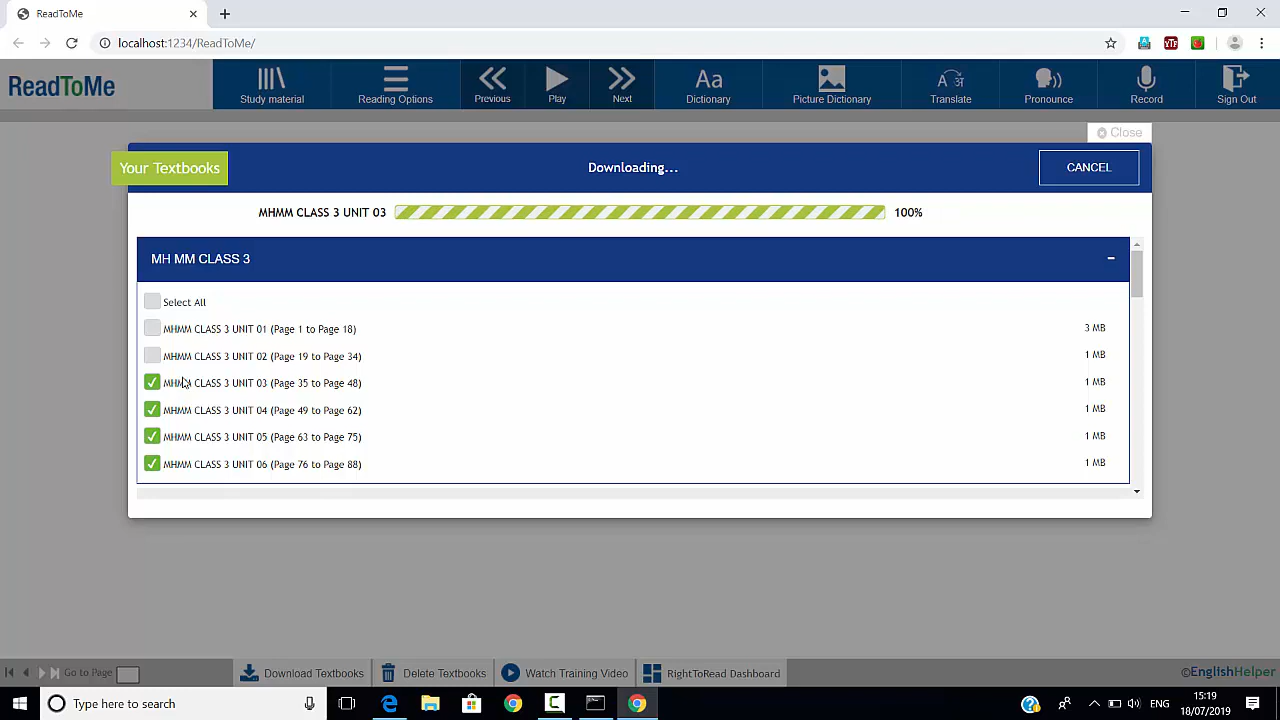 ReadToMe
localhost:1234/ReadToMe/
ReadToMe
Study material
Reading Options
Previous
Play
Next
Aa
Dictionary
Picture Dictionary
Translate
Pronounce
Record
Sign Out
Close
Your Textbooks
Downloading...
CANCEL
MHMM CLASS 3 UNIT 03 100%
MH MM CLASS 3
Select All
MHMM CLASS 3 UNIT 01 (Page 1 to Page 18) 3 MB
MHMM CLASS 3 UNIT 02 (Page 19 to Page 34) 1 MB
MHMM CLASS 3 UNIT 03 (Page 35 to Page 48) 1 MB
MHMM CLASS 3 UNIT 04 (Page 49 to Page 62) 1 MB
MHMM CLASS 3 UNIT 05 (Page 63 to Page 75) 1 MB
MHMM CLASS 3 UNIT 06 (Page 76 to Page 88) 1 MB
Go to Page
Download Textbooks
Delete Textbooks
Watch Training Video
RightToRead Dashboard
©EnglishHelper
Type here to search
ENG
15:19
18/07/2019